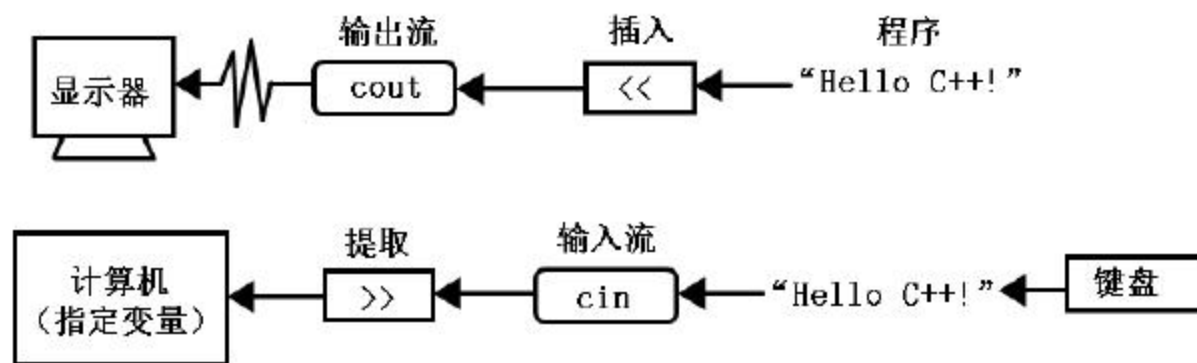 输出流 插入 程序
显示器 cout << “Hello C++!”
提取 输入流
计算机 >> cin “Hello C++!” 键盘
（指定变量）